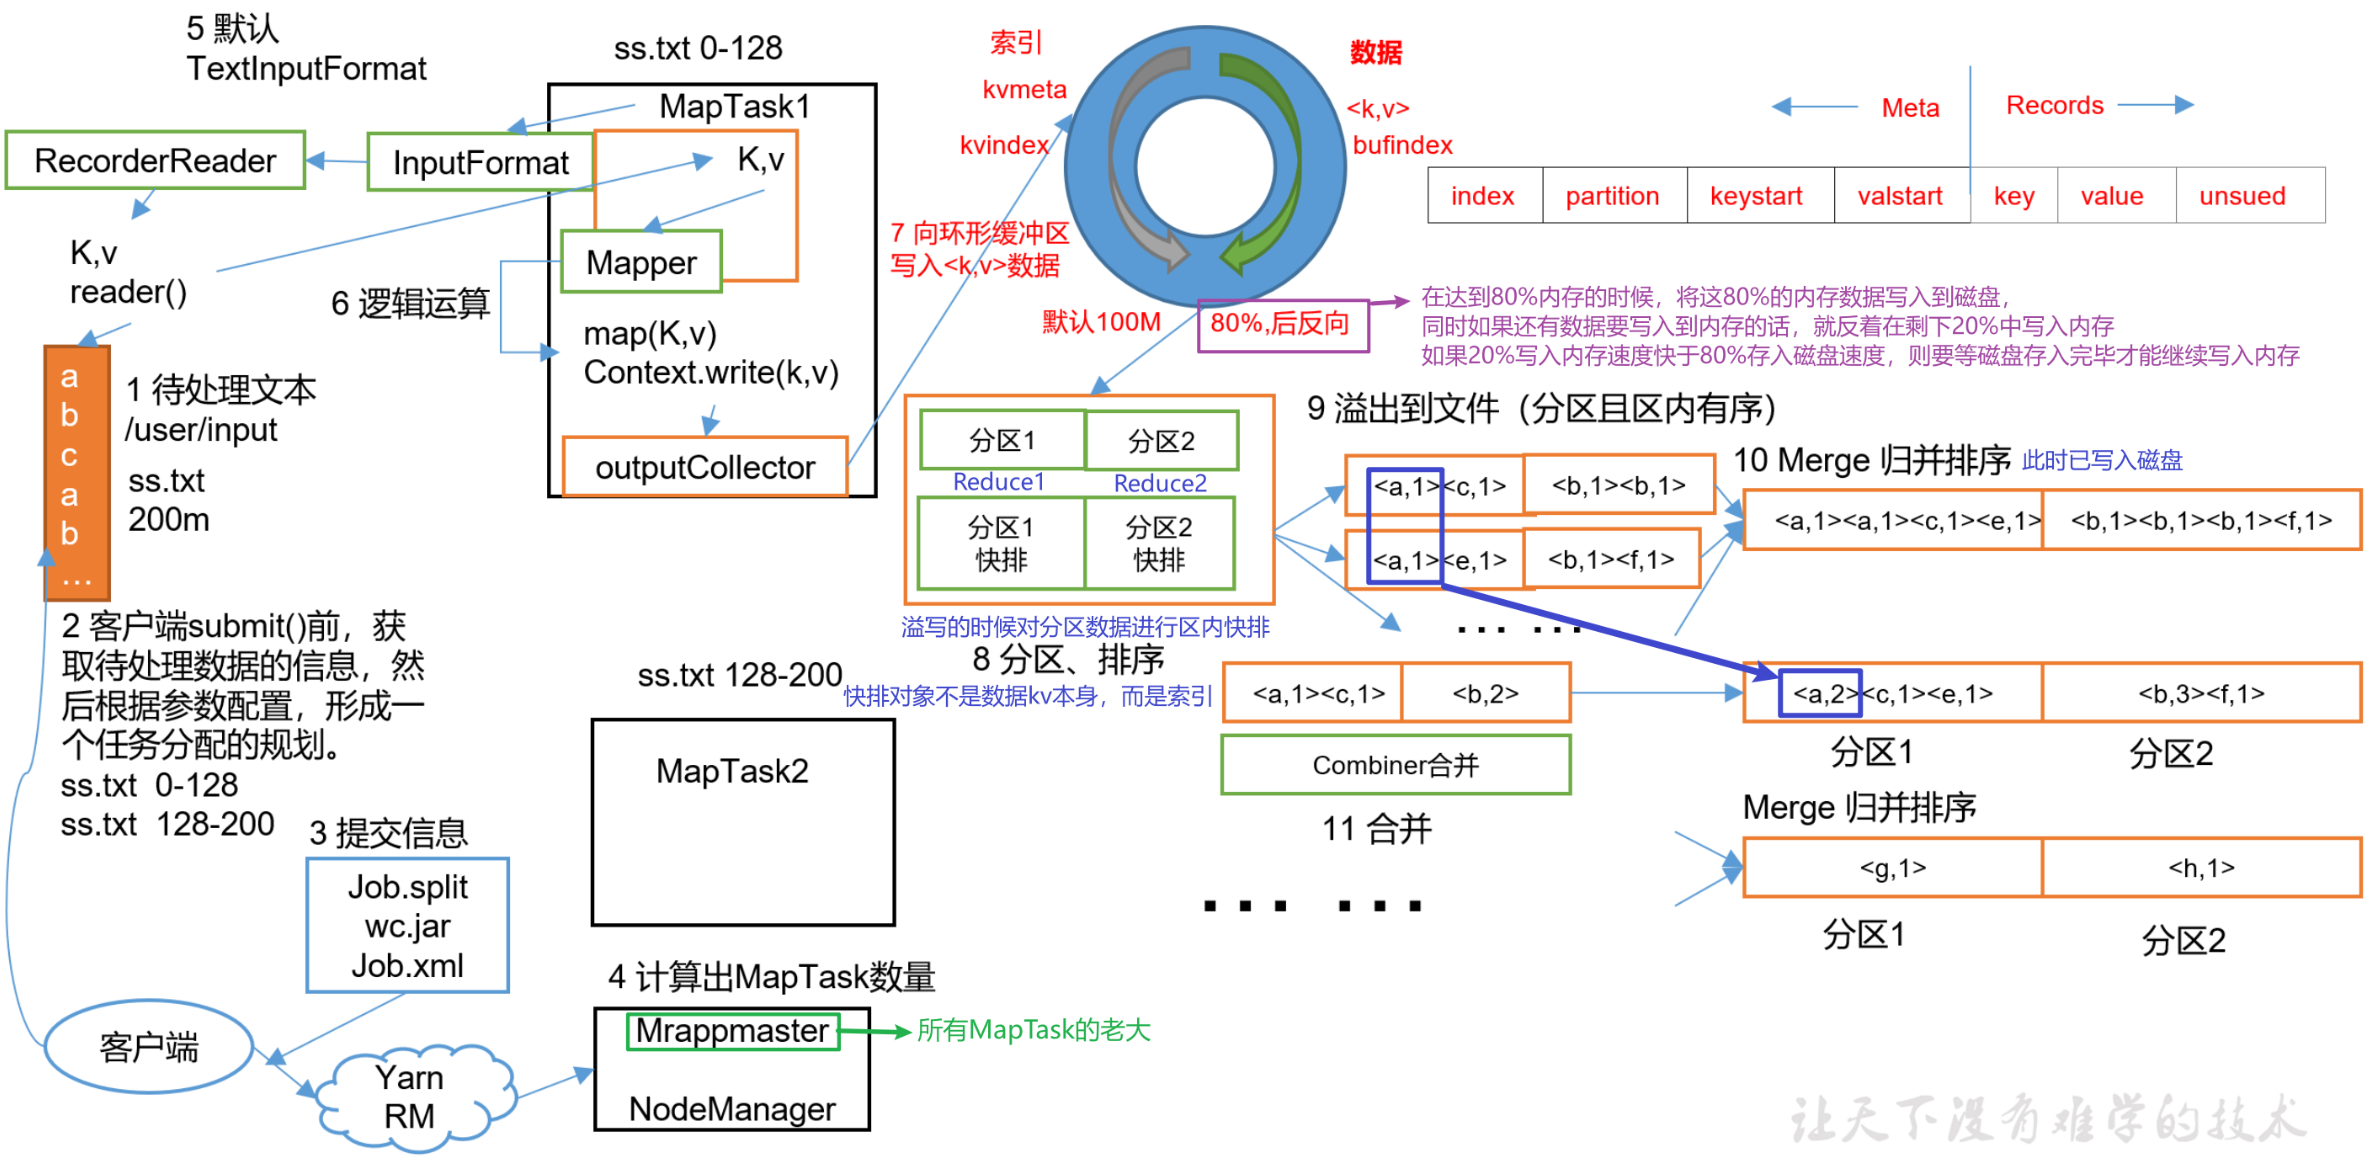 5 默认
TextInputFormat
RecorderReader
InputFormat
K,v
reader()
a
b
c
a
b
...
1 待处理文本
/user/input
ss.txt
200m
2 客户端submit()前，获
取待处理数据的信息，然
后根据参数配置，形成一
个任务分配的规划。
ss.txt 0-128
ss.txt 128-200
3 提交信息
Job.split
wc.jar
Job.xml
客户端
Yarn
RM
ss.txt 0-128
MapTask1
K,v
Mapper
6 逻辑运算
map(K,v)
Context.write(k,v)
outputCollector
ss.txt 128-200
MapTask2
4 计算出MapTask数量
Mrappmaster
所有MapTask的老大
NodeManager
索引
kvmeta
kvindex
数据
<k,v>
bufindex
7 向环形缓冲区
写入<k,v>数据
默认100M
80%,后反向
Meta
Records
index
partition
keystart
valstart
key
value
unsued
在达到80%内存的时候，将这80%的内存数据写入到磁盘，
同时如果还有数据要写入到内存的话，就反着在剩下20%中写入内存
如果20%写入内存速度快于80%存入磁盘速度，则要等磁盘存入完毕才能继续写入内存
分区1
分区2
Reduce1
Reduce2
分区1
快排
分区2
快排
溢写的时候对分区数据进行区内快排
8 分区、排序
快排对象不是数据kv本身，而是索引
9 溢出到文件（分区且区内有序）
<a,1><c,1>
<b,1><b,1>
<a,1><e,1>
<b,1><f,1>
... ...
10 Merge 归并排序
此时已写入磁盘
<a,1><a,1><c,1><e,1>
<b,1><b,1><b,1><f,1>
<a,1><c,1>
<b,2>
<a,2><c,1><e,1>
<b,3><f,1>
分区1
分区2
Combiner合并
11 合并
... ...
Merge 归并排序
<g,1>
<h,1>
分区1
分区2
让天下没有难学的技术